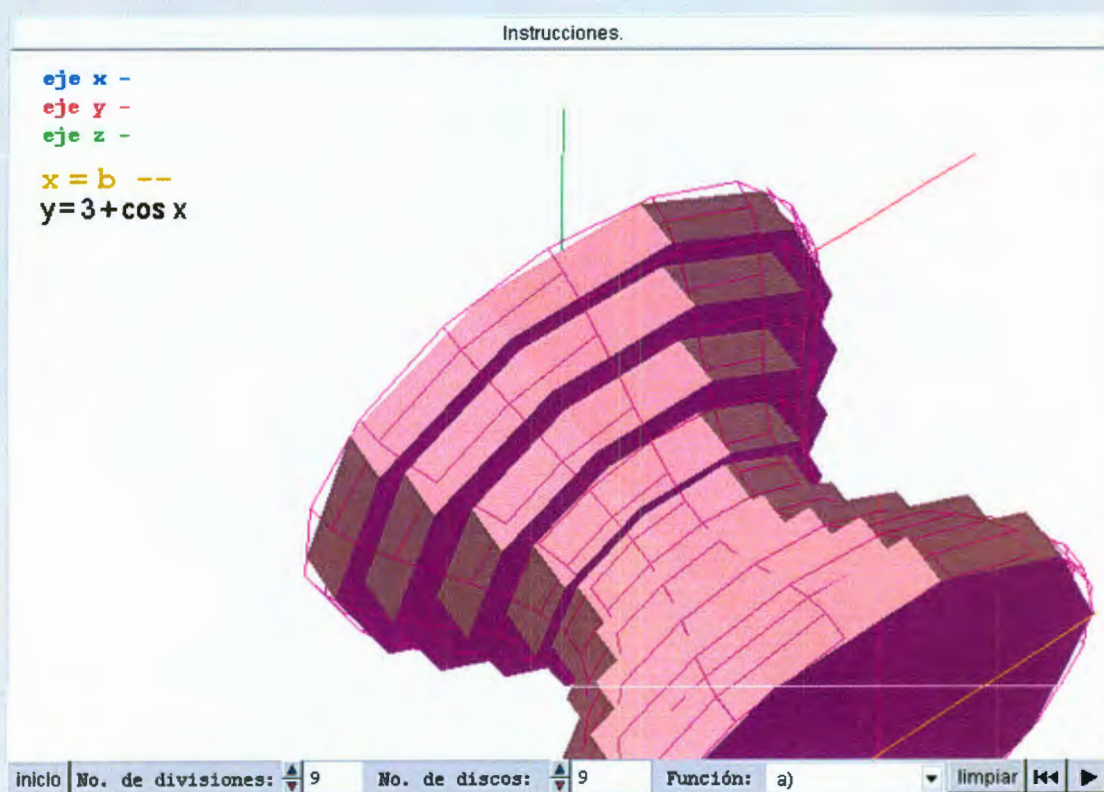 Instrucciones.
eje x -
eje y -
eje z -
x = b --
y=3+cos x
inicio No. de divisiones: 9 No. de discos: 9 Función: a) limpiar